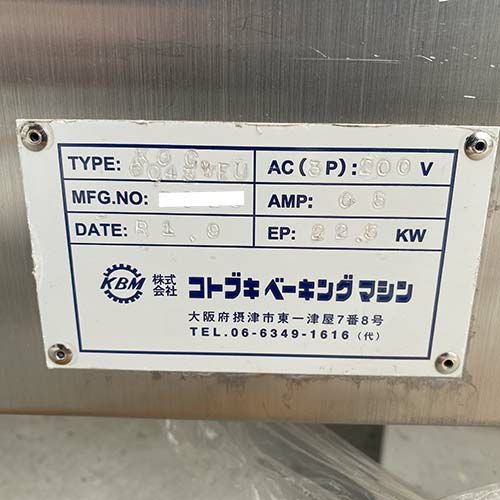 TYPE: AC(3P):200 V
MFG.NO: AMP:
DATE: R1.9 EP: 22.5 KW
KBM 株式会社 コトブキベーキングマシン
大阪府摂津市東一津屋7番8号
TEL.06-6349-1616(代)